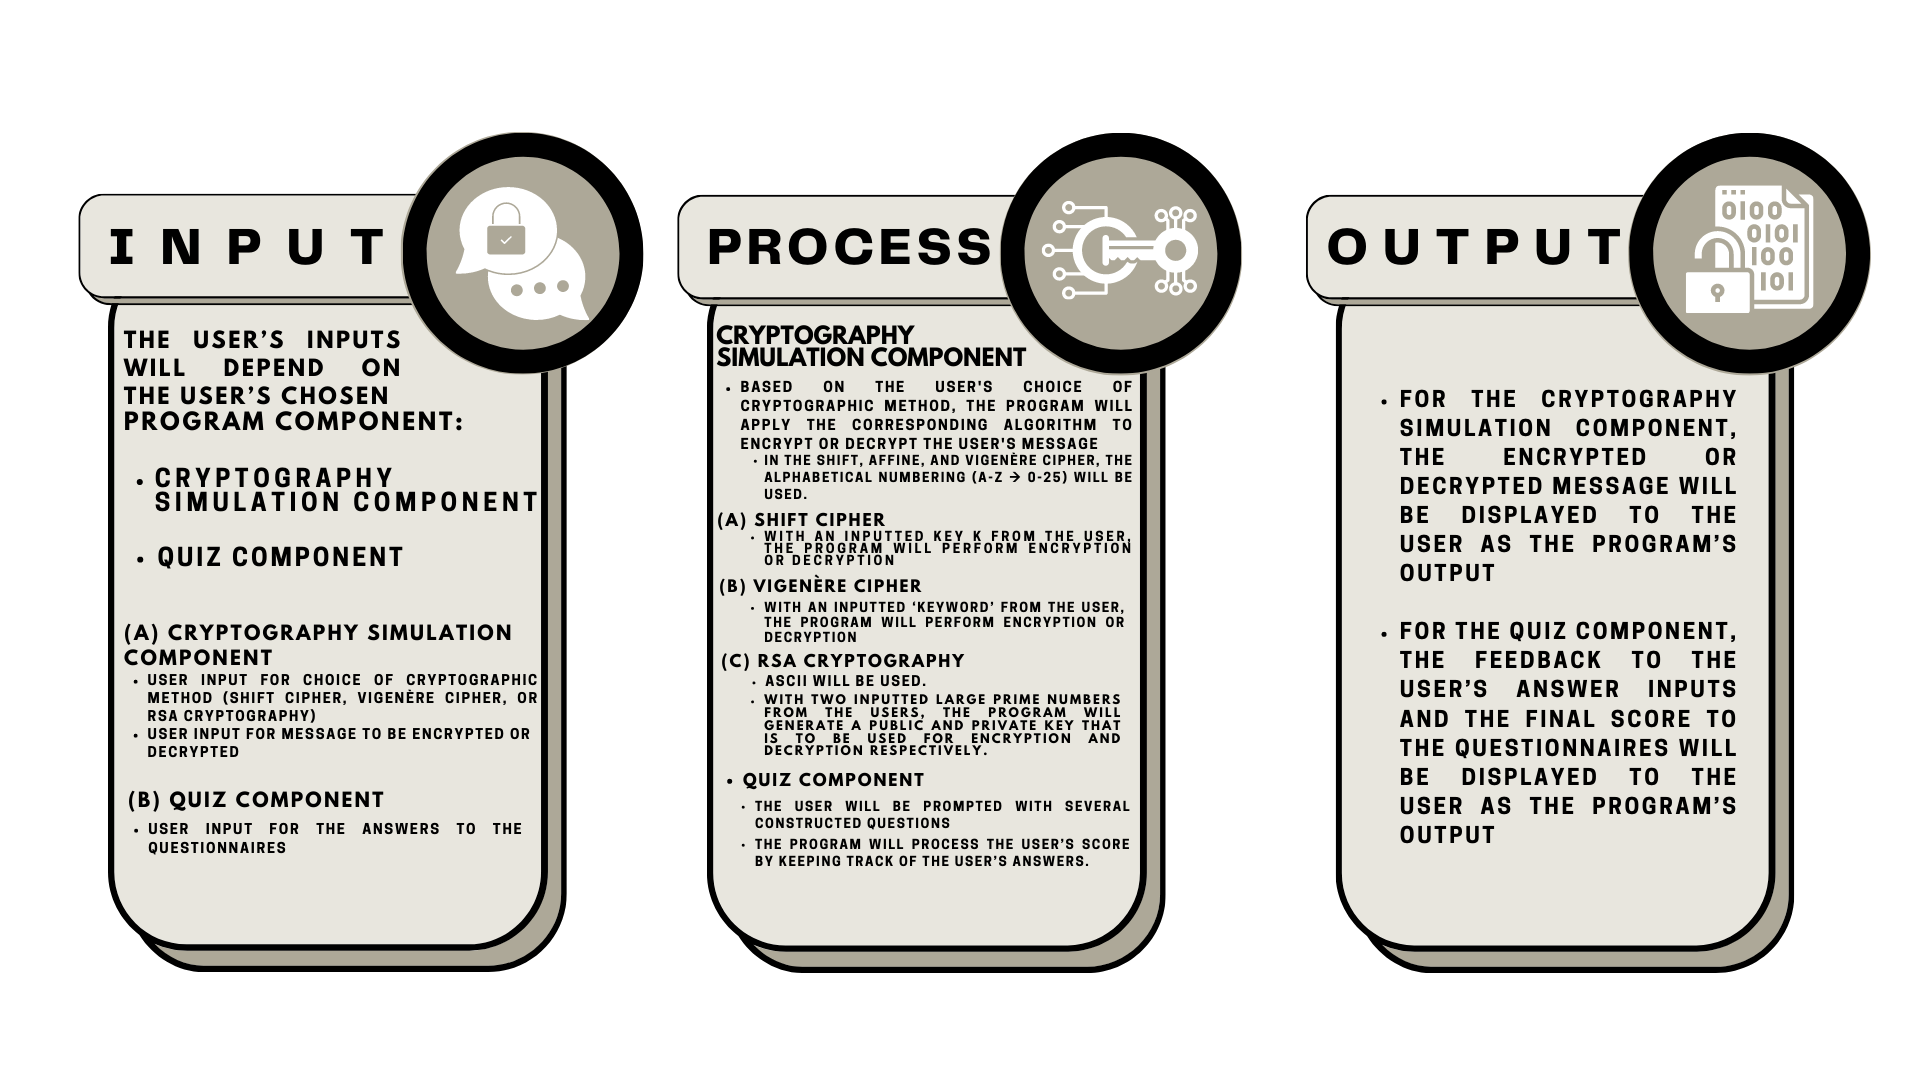 INPUT
THE USER’S INPUTS
WILL DEPEND ON
THE USER’S CHOSEN
PROGRAM COMPONENT:
• CRYPTOGRAPHY
SIMULATION COMPONENT
• QUIZ COMPONENT
(A) CRYPTOGRAPHY SIMULATION
COMPONENT
• USER INPUT FOR CHOICE OF CRYPTOGRAPHIC
METHOD (SHIFT CIPHER, VIGENÈRE CIPHER, OR
RSA CRYPTOGRAPHY)
• USER INPUT FOR MESSAGE TO BE ENCRYPTED OR
DECRYPTED
(B) QUIZ COMPONENT
• USER INPUT FOR THE ANSWERS TO THE
QUESTIONNAIRES
PROCESS
CRYPTOGRAPHY
SIMULATION COMPONENT
• BASED ON THE USER'S CHOICE OF
CRYPTOGRAPHIC METHOD, THE PROGRAM WILL
APPLY THE CORRESPONDING ALGORITHM TO
ENCRYPT OR DECRYPT THE USER'S MESSAGE
• IN THE SHIFT, AFFINE, AND VIGENÈRE CIPHER, THE
ALPHABETICAL NUMBERING (A-Z → 0-25) WILL BE
USED.
(A) SHIFT CIPHER
• WITH AN INPUTTED KEY K FROM THE USER,
THE PROGRAM WILL PERFORM ENCRYPTION
OR DECRYPTION
(B) VIGENÈRE CIPHER
• WITH AN INPUTTED ‘KEYWORD’ FROM THE USER,
THE PROGRAM WILL PERFORM ENCRYPTION OR
DECRYPTION
(C) RSA CRYPTOGRAPHY
• ASCII WILL BE USED.
• WITH TWO INPUTTED LARGE PRIME NUMBERS
FROM THE USERS, THE PROGRAM WILL
GENERATE A PUBLIC AND PRIVATE KEY THAT
IS TO BE USED FOR ENCRYPTION AND
DECRYPTION RESPECTIVELY.
• QUIZ COMPONENT
• THE USER WILL BE PROMPTED WITH SEVERAL
CONSTRUCTED QUESTIONS
• THE PROGRAM WILL PROCESS THE USER’S SCORE
BY KEEPING TRACK OF THE USER’S ANSWERS.
OUTPUT
0100
0101
100
101
• FOR THE CRYPTOGRAPHY
SIMULATION COMPONENT,
THE ENCRYPTED OR
DECRYPTED MESSAGE WILL
BE DISPLAYED TO THE
USER AS THE PROGRAM’S
OUTPUT
• FOR THE QUIZ COMPONENT,
THE FEEDBACK TO THE
USER’S ANSWER INPUTS
AND THE FINAL SCORE TO
THE QUESTIONNAIRES WILL
BE DISPLAYED TO THE
USER AS THE PROGRAM’S
OUTPUT